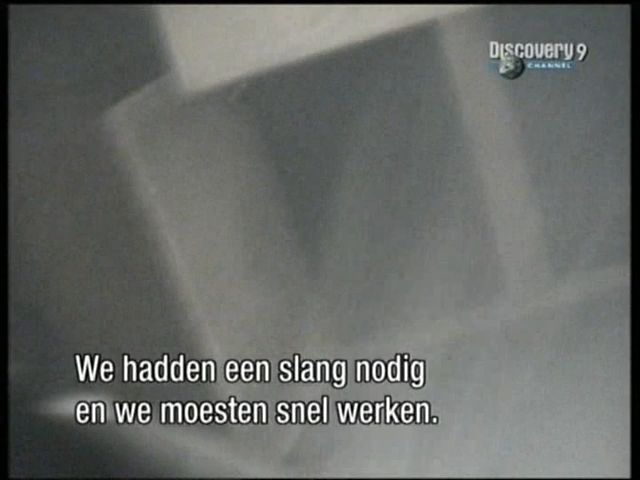 Discovery 9
CHANNEL
We hadden een slang nodig
en we moesten snel werken.